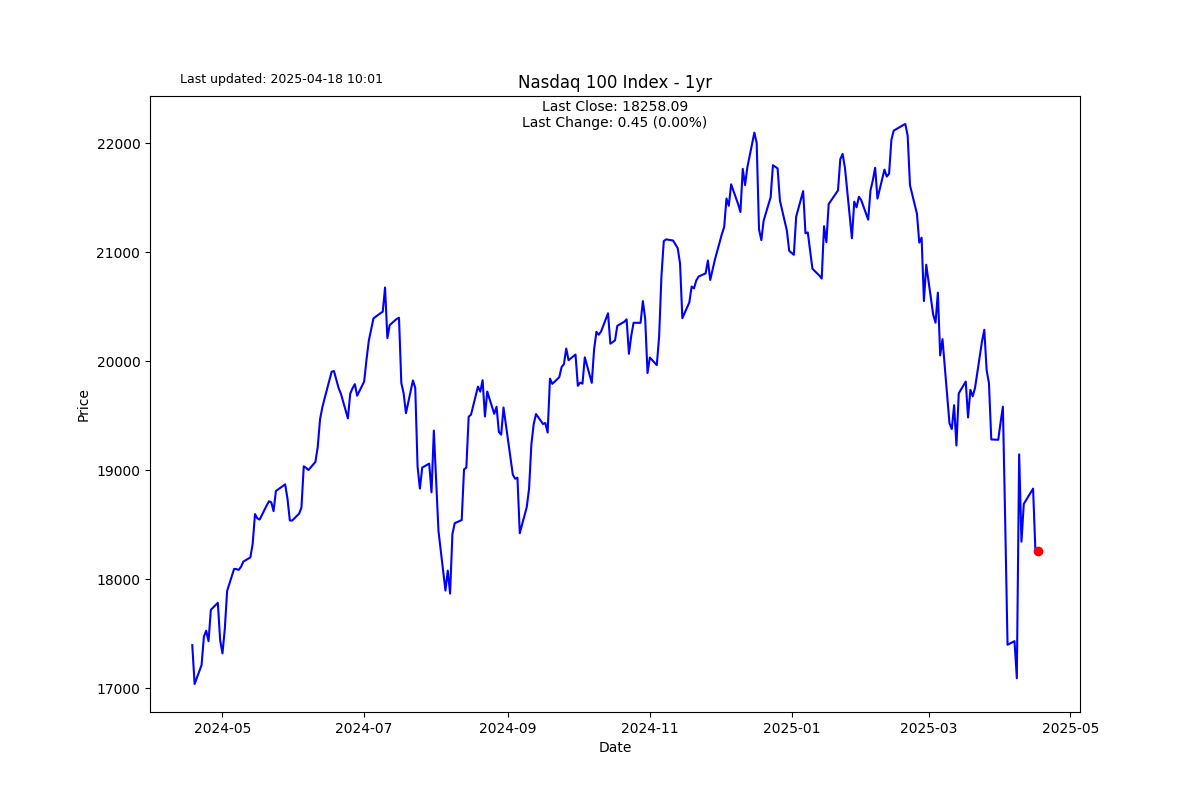 Last updated: 2025-04-18 10:01
Nasdaq 100 Index - 1yr
Last Close: 18258.09
Last Change: 0.45 (0.00%)
22000
21000
20000
19000
18000
17000
Price
2024-05 2024-07 2024-09 2024-11 2025-01 2025-03 2025-05
Date